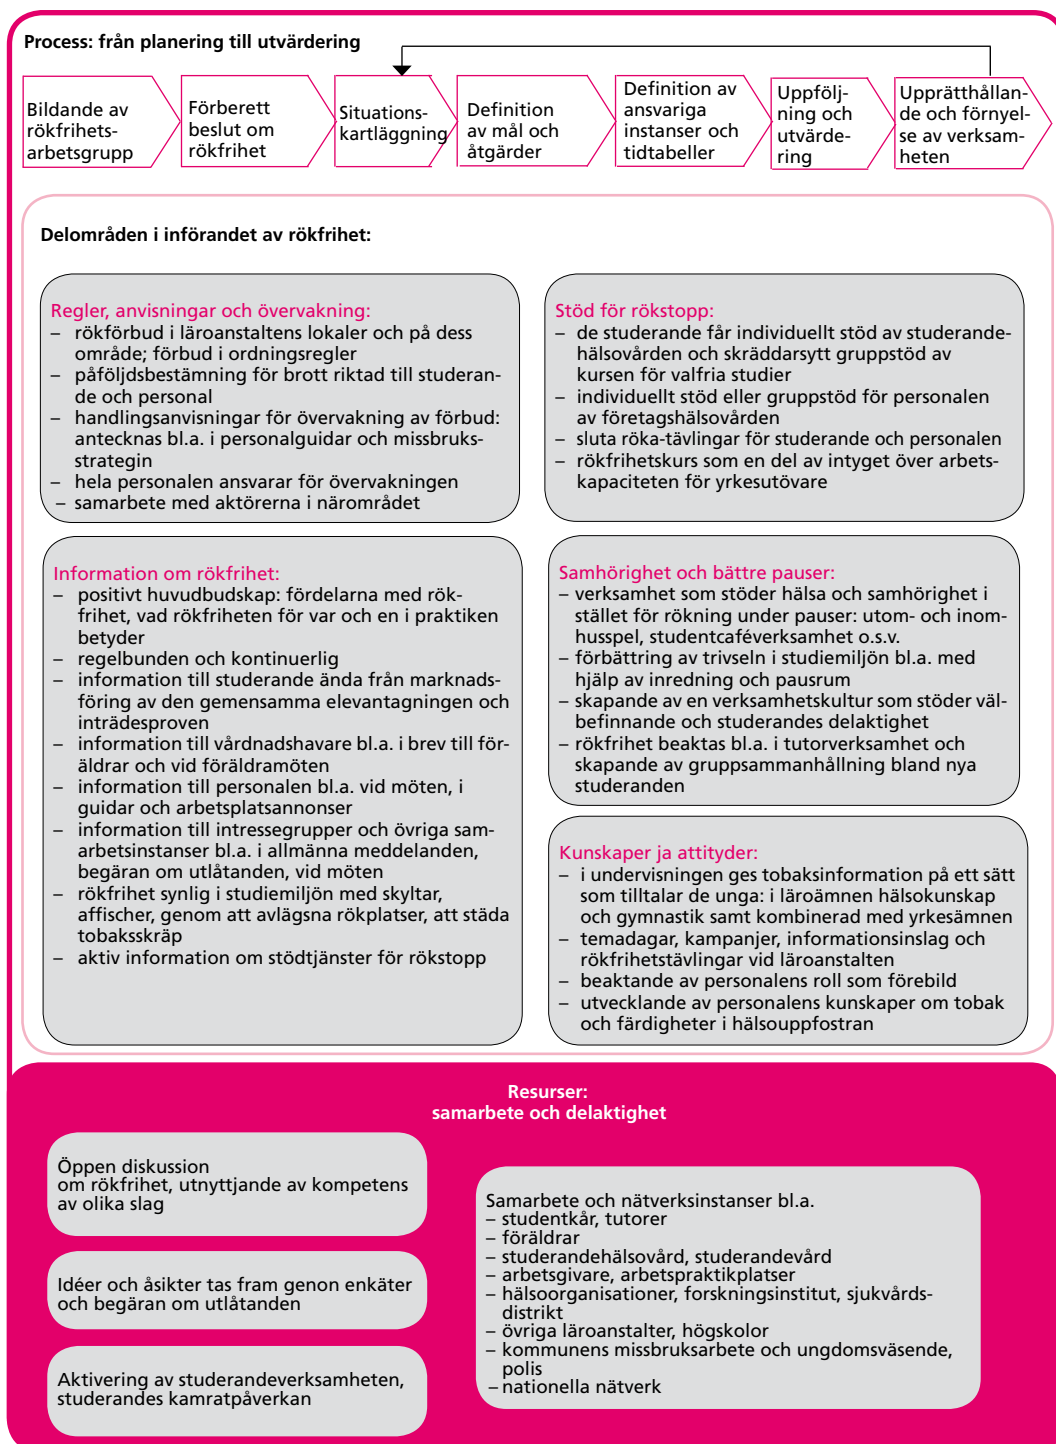 Process: från planering till utvärdering
Bildande av
rökfrihets-
arbetsgrupp
Förberett
beslut om
rökfrihet
Situations-
kartläggning
Definition
av mål och
åtgärder
Definition av
ansvariga
instanser och
tidtabeller
Uppfölj-
ning och
utvärde-
ring
Upprätthållan-
de och förnyel-
se av verksam-
heten
Delområden i införandet av rökfrihet:
Regler, anvisningar och övervakning:
– rökförbud i läroanstaltens lokaler och på dess
område; förbud i ordningsregler
– påföljdsbestämning för brott riktad till studeran-
de och personal
– handlingsanvisningar för övervakning av förbud:
antecknas bl.a. i personalguidar och missbruks-
strategin
– hela personalen ansvarar för övervakningen
– samarbete med aktörerna i närområdet
Stöd för rökstopp:
– de studerande får individuellt stöd av studerande-
hälsovården och skräddarsytt gruppstöd av
kursen för valfria studier
– individuellt stöd eller gruppstöd för personalen
av företagshälsovården
– sluta röka-tävlingar för studerande och personalen
– rökfrihetskurs som en del av intyget över arbets-
kapaciteten för yrkesutövare
Information om rökfrihet:
– positivt huvudbudskap: fördelarna med rök-
frihet, vad rökfriheten för var och en i praktiken
betyder
– regelbunden och kontinuerlig
– information till studerande ända från marknads-
föring av den gemensamma elevantagningen och
inträdesproven
– information till vårdnadshavare bl.a. i brev till för-
äldrar och vid föräldramöten
– information till personalen bl.a. vid möten, i
guidar och arbetsplatsannonser
– information till intressegrupper och övriga sam-
arbetsinstanser bl.a. i allmänna meddelanden,
begäran om utlåtanden, vid möten
– rökfrihet synlig i studiemiljön med skyltar,
affischer, genom att avlägsna rökplatser, att städa
tobaksskräp
– aktiv information om stödtjänster för rökstopp
Samhörighet och bättre pauser:
– verksamhet som stöder hälsa och samhörighet i
stället för rökning under pauser: utom- och inom-
husspel, studentcaféverksamhet o.s.v.
– förbättring av trivseln i studiemiljön bl.a. med
hjälp av inredning och pausrum
– skapande av en verksamhetskultur som stöder väl-
befinnande och studerandes delaktighet
– rökfrihet beaktas bl.a. i tutorverksamhet och
skapande av gruppsammanhållning bland nya
studeranden
Kunskaper ja attityder:
– i undervisningen ges tobaksinformation på ett sätt
som tilltalar de unga: i läroämnen hälsokunskap
och gymnastik samt kombinerad med yrkesämnen
– temadagar, kampanjer, informationsinslag och
rökfrihetstävlingar vid läroanstalten
– beaktande av personalens roll som förebild
– utvecklande av personalens kunskaper om tobak
och färdigheter i hälsouppfostran
Resurser:
samarbete och delaktighet
Öppen diskussion
om rökfrihet, utnyttjande av kompetens
av olika slag
Idéer och åsikter tas fram genon enkäter
och begäran om utlåtanden
Aktivering av studerandeverksamheten,
studerandes kamratpåverkan
Samarbete och nätverksinstanser bl.a.
– studentkår, tutorer
– föräldrar
– studerandehälsovård, studerandevård
– arbetsgivare, arbetspraktikplatser
– hälsoorganisationer, forskningsinstitut, sjukvårds-
distrikt
– övriga läroanstalter, högskolor
– kommunens missbruksarbete och ungdomsväsende,
polis
– nationella nätverk